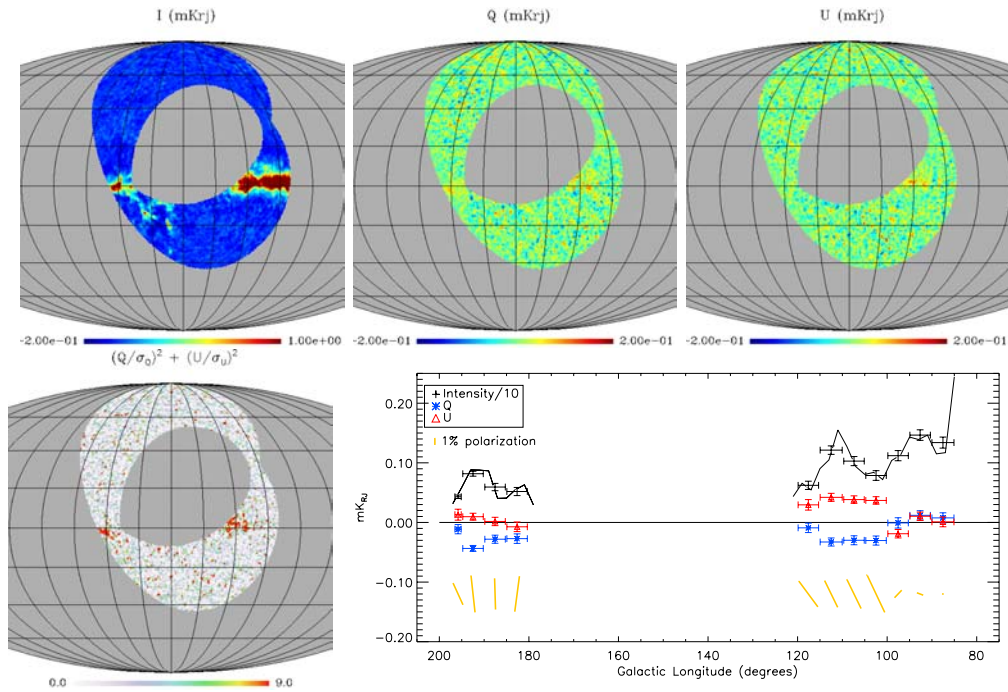 I (mKrj)
Q (mKrj)
U (mKrj)
-2.00e-01 1.00e+00
-2.00e-01 2.00e-01
-2.00e-01 2.00e-01
(Q/σQ)2 + (U/σU)2
0.0 9.0
Intensity/10
Q
U
1% polarization
mKRJ
0.20
0.10
0.00
-0.10
-0.20
200 180 160 140 120 100 80
Galactic Longitude (degrees)